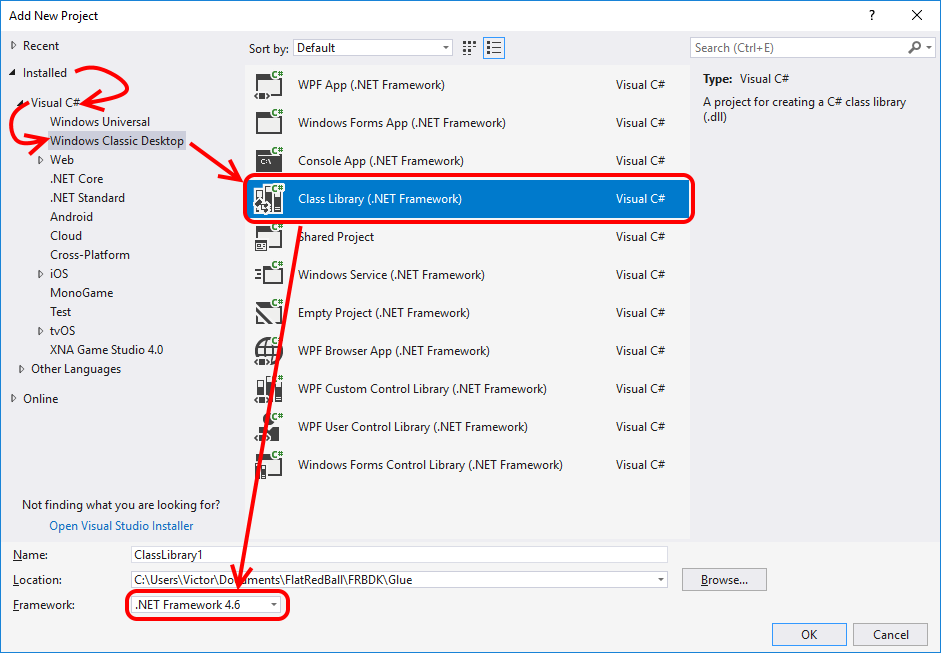 Add New Project
?
Recent
Installed
Visual C#
Windows Universal
Windows Classic Desktop
Web
.NET Core
.NET Standard
Android
Cloud
Cross-Platform
iOS
MonoGame
Test
tvOS
XNA Game Studio 4.0
Other Languages
Online
Not finding what you are looking for?
Open Visual Studio Installer
Sort by: Default
C# WPF App (.NET Framework) Visual C#
C# Windows Forms App (.NET Framework) Visual C#
C# C:\ Console App (.NET Framework) Visual C#
C# Class Library (.NET Framework) Visual C#
C# Shared Project Visual C#
C# Windows Service (.NET Framework) Visual C#
C# Empty Project (.NET Framework) Visual C#
C# WPF Browser App (.NET Framework) Visual C#
C# WPF Custom Control Library (.NET Framework) Visual C#
C# WPF User Control Library (.NET Framework) Visual C#
C# Windows Forms Control Library (.NET Framework) Visual C#
Search (Ctrl+E)
Type: Visual C#
A project for creating a C# class library
(.dll)
Name: ClassLibrary1
Location: C:\Users\Victor\Documents\FlatRedBall\FRBDK\Glue Browse...
Framework: .NET Framework 4.6
OK Cancel